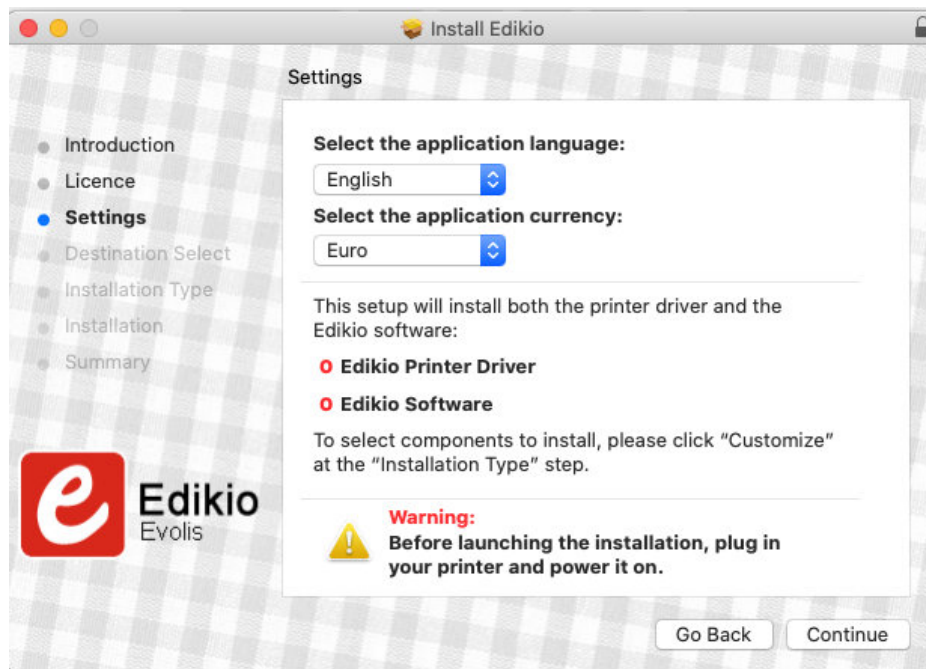 Install Edikio
Settings
Introduction
Licence
Settings
Destination Select
Installation Type
Installation
Summary
Select the application language:
English
Select the application currency:
Euro
This setup will install both the printer driver and the
Edikio software:
o Edikio Printer Driver
o Edikio Software
To select components to install, please click “Customize”
at the “Installation Type” step.
Warning:
Before launching the installation, plug in
your printer and power it on.
e
Edikio
Evolis
Go Back
Continue